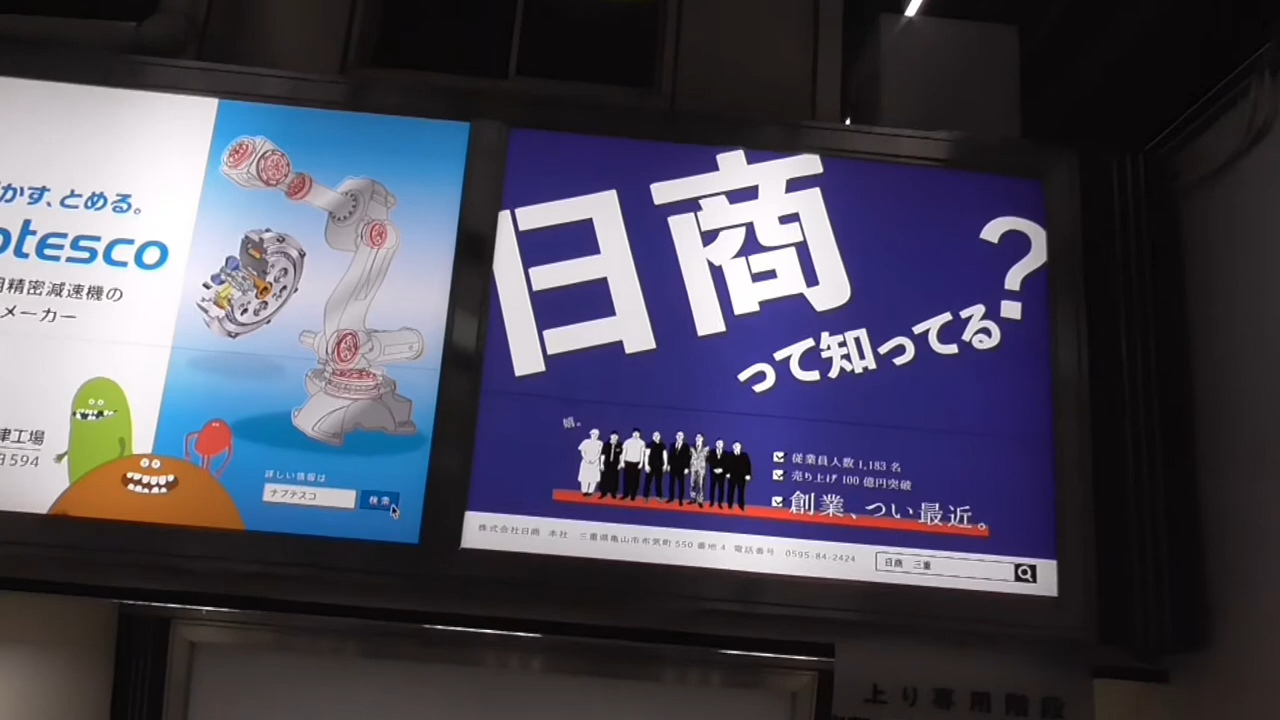 かす、とめる。
otesco
精密減速機の
メーカー
津工場
594
詳しい情報は
ナブテスコ
検索
日商
って知ってる?
嬉。
従業員人数 1,183 名
売り上げ 100 億円突破
創業、つい最近。
株式会社日商 本社 三重県亀山市布気町 550 番地 4 電話番号 0595-84-2424
日商 三重
上り専用階段